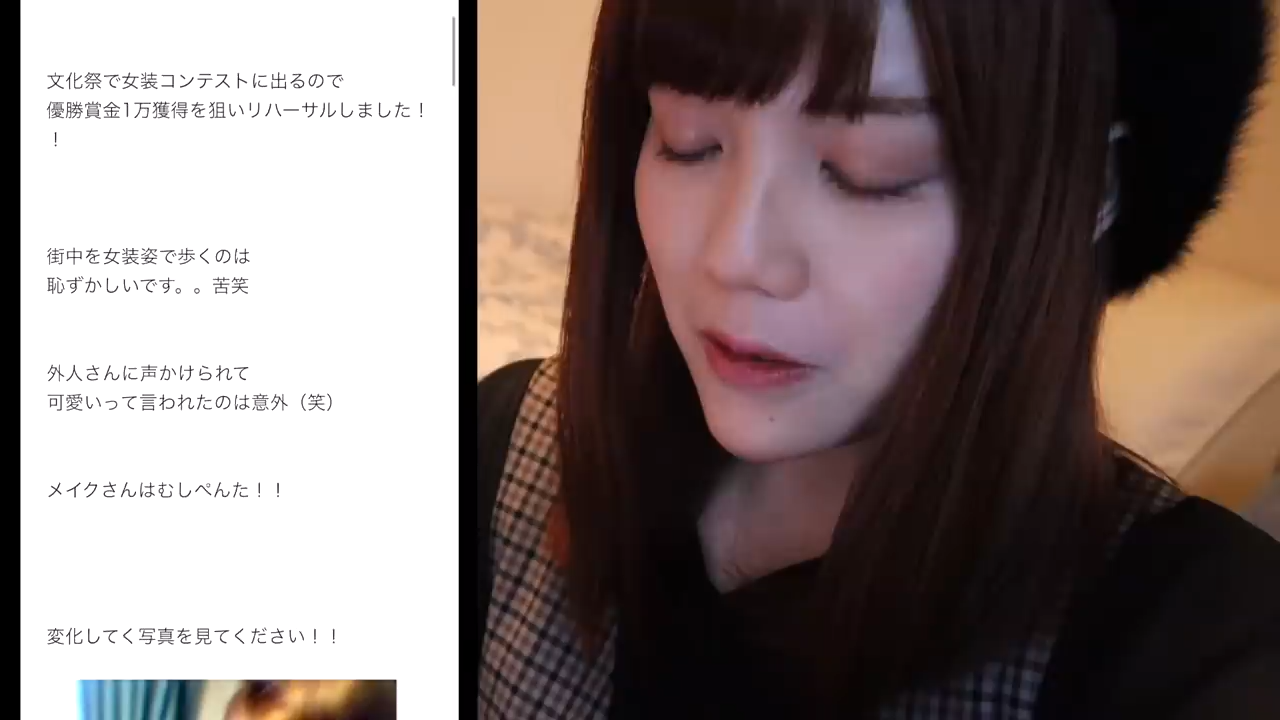 文化祭で女装コンテストに出るので
優勝賞金1万獲得を狙いリハーサルしました！
！
街中を女装姿で歩くのは
恥ずかしいです。。苦笑
外人さんに声かけられて
可愛いって言われたのは意外（笑）
メイクさんはむしぺんた！！
変化してく写真を見てください！！